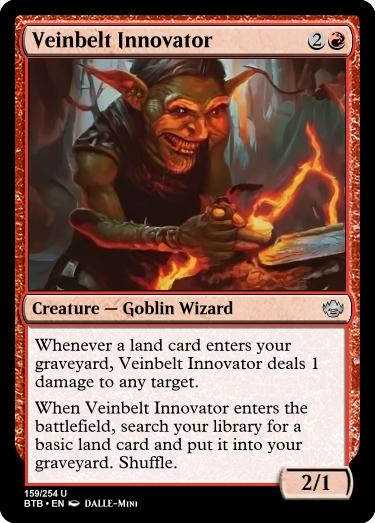 Veinbelt Innovator 2
Creature — Goblin Wizard
Whenever a land card enters your
graveyard, Veinbelt Innovator deals 1
damage to any target.
When Veinbelt Innovator enters the
battlefield, search your library for a
basic land card and put it into your
graveyard. Shuffle.
2/1
159/254 U
BTB • EN DALLE-Mini